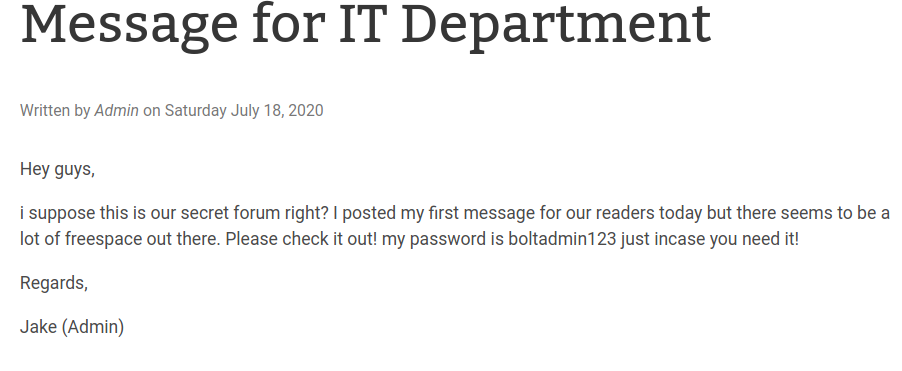 Message for IT Department
Written by Admin on Saturday July 18, 2020
Hey guys,
i suppose this is our secret forum right? I posted my first message for our readers today but there seems to be a
lot of freespace out there. Please check it out! my password is boltadmin123 just incase you need it!
Regards,
Jake (Admin)